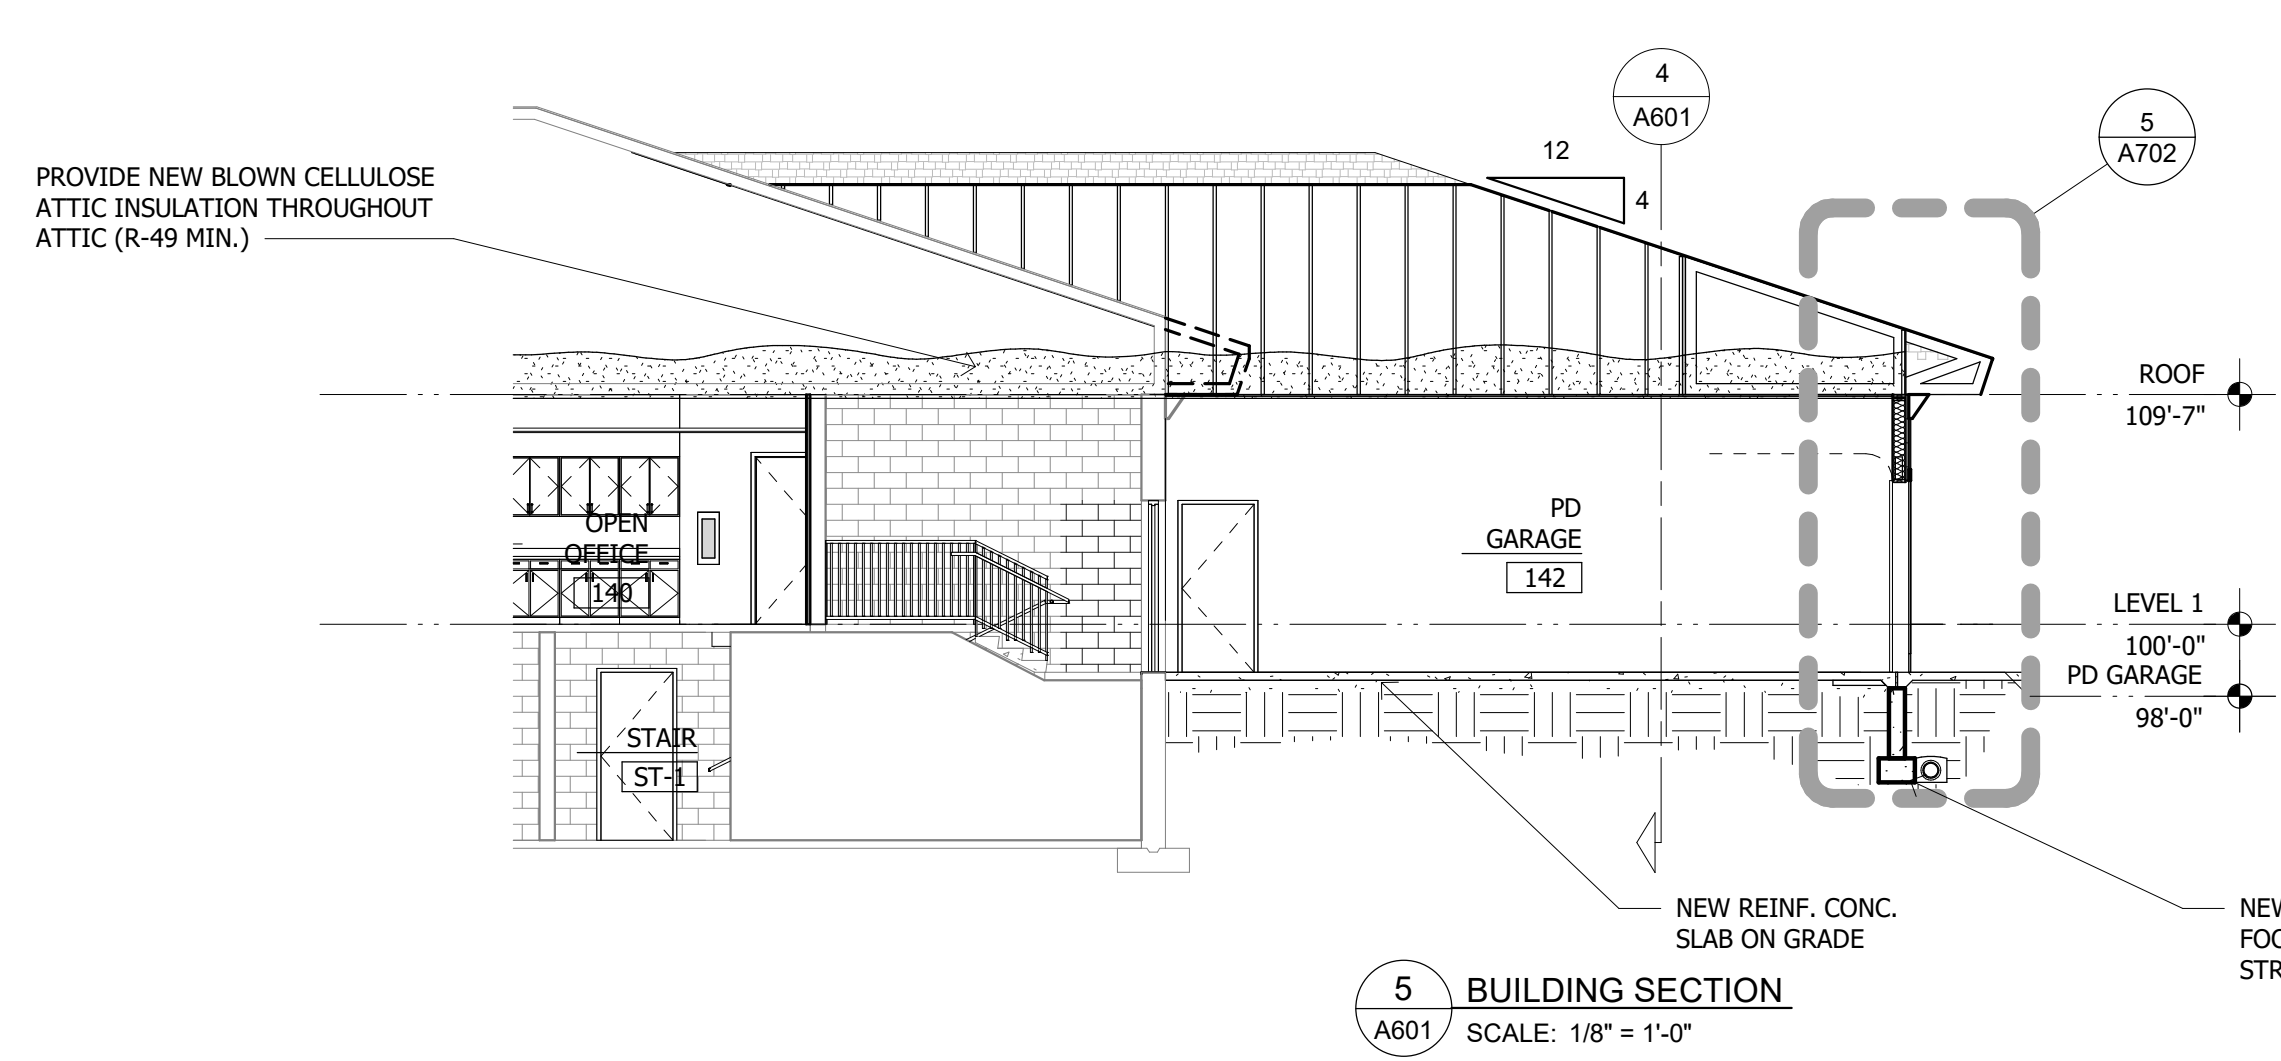 4
A601
5
A702
12
4
PROVIDE NEW BLOWN CELLULOSE
ATTIC INSULATION THROUGHOUT
ATTIC (R-49 MIN.)
ROOF
109'-7"
OPEN
OFFICE
140
PD
GARAGE
142
LEVEL 1
100'-0"
PD GARAGE
98'-0"
STAIR
ST-1
NEW REINF. CONC.
SLAB ON GRADE
5
A601
BUILDING SECTION
SCALE: 1/8" = 1'-0"